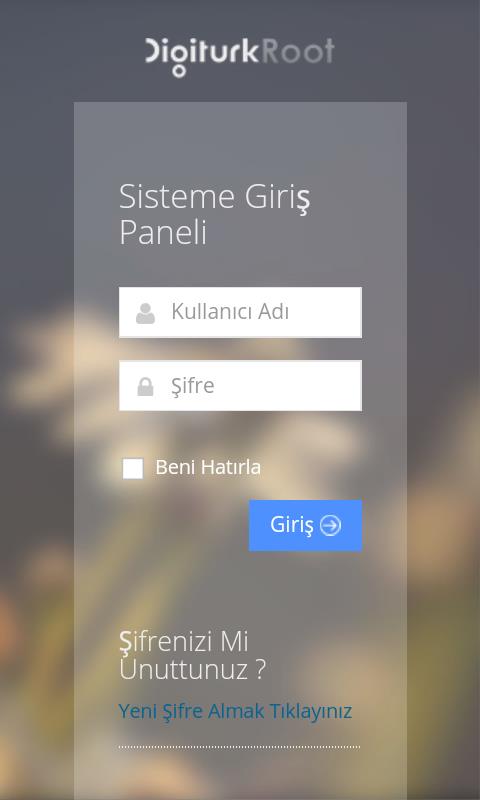 DigiturkRoot
Sisteme Giriş
Paneli
Kullanıcı Adı
Şifre
Beni Hatırla
Giriş
Şifrenizi Mi
Unuttunuz ?
Yeni Şifre Almak Tıklayınız